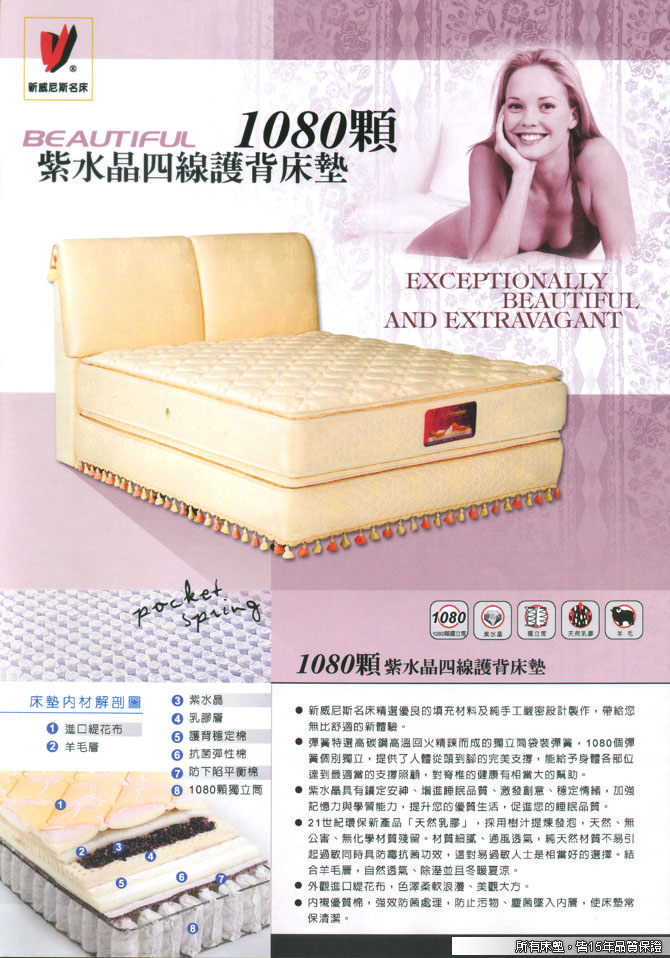 ®
新威尼斯名床
BEAUTIFUL 1080顆
紫水晶四線護背床墊
EXCEPTIONALLY
BEAUTIFUL
AND EXTRAVAGANT
pocket
spring
1080
1080顆獨立筒
紫水晶
獨立筒
天然乳膠
羊毛
1080顆 紫水晶四線護背床墊
床墊內材解剖圖
1 進口緹花布
2 羊毛層
3 紫水晶
4 乳膠層
5 護背穩定棉
6 抗菌彈性棉
7 防下陷平衡棉
8 1080顆獨立筒
1
2
3
4
5
6
7
8
● 新威尼斯名床精選優良的填充材料及純手工嚴密設計製作，帶給您
無比舒適的新體驗。
● 彈簧特選高碳鋼高溫回火精鍊而成的獨立筒袋裝彈簧，1080個彈
簧個別獨立，提供了人體從頭到腳的完美支撐，能給予身體各部位
達到最適當的支撐照顧，對脊椎的健康有相當大的幫助。
● 紫水晶具有鎮定安神、增進睡眠品質、激發創意、穩定情緒，加強
記憶力與學習能力，提升您的優質生活，促進您的睡眠品質。
● 21世紀環保新產品「天然乳膠」，採用樹汁提煉發泡，天然、無
公害、無化學材質殘留。材質細膩、通風透氣，純天然材質不易引
起過敏同時具防霉抗菌功效，這對易過敏人士是相當好的選擇。結
合羊毛層，自然透氣、除溼並且冬暖夏涼。
● 外觀進口緹花布，色澤柔軟浪漫、美觀大方。
● 內襯優質棉，強效防菌處理，防止污物、塵菌墜入內層，使床墊常
保清潔。
所有床墊，皆15年品質保證